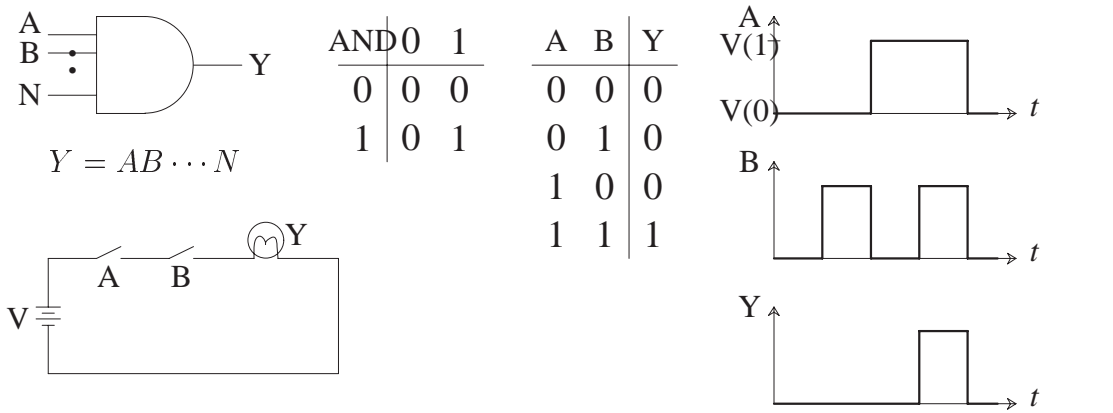 A
B
N
Y
Y = AB ⋯ N
AND 0 1
0 0 0
1 0 1
A B Y
0 0 0
0 1 0
1 0 0
1 1 1
A
V(1)
V(0)
t
B
t
Y
t
A B Y
V